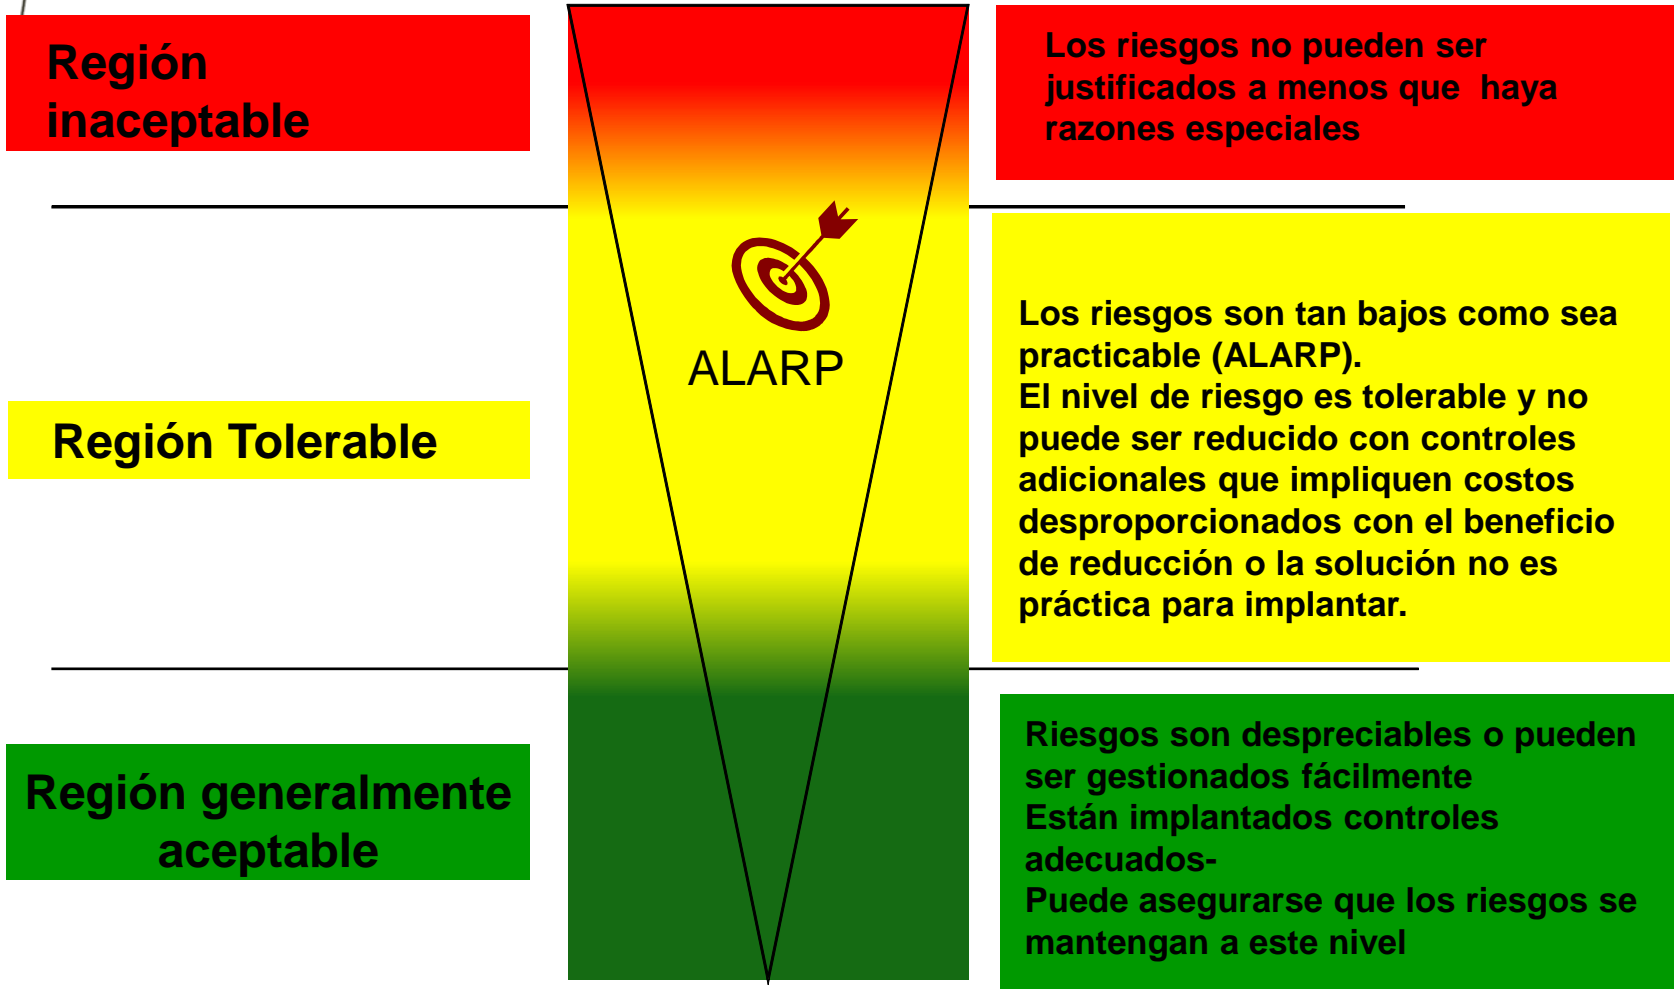 Región
inaceptable
Los riesgos no pueden ser
justificados a menos que  haya
razones especiales
ALARP
Región Tolerable
Los riesgos son tan bajos como sea
practicable (ALARP).
El nivel de riesgo es tolerable y no
puede ser reducido con controles
adicionales que impliquen costos
desproporcionados con el beneficio
de reducción o la solución no es
práctica para implantar.
Región generalmente
aceptable
Riesgos son despreciables o pueden
ser gestionados fácilmente
Están implantados controles
adecuados-
Puede asegurarse que los riesgos se
mantengan a este nivel